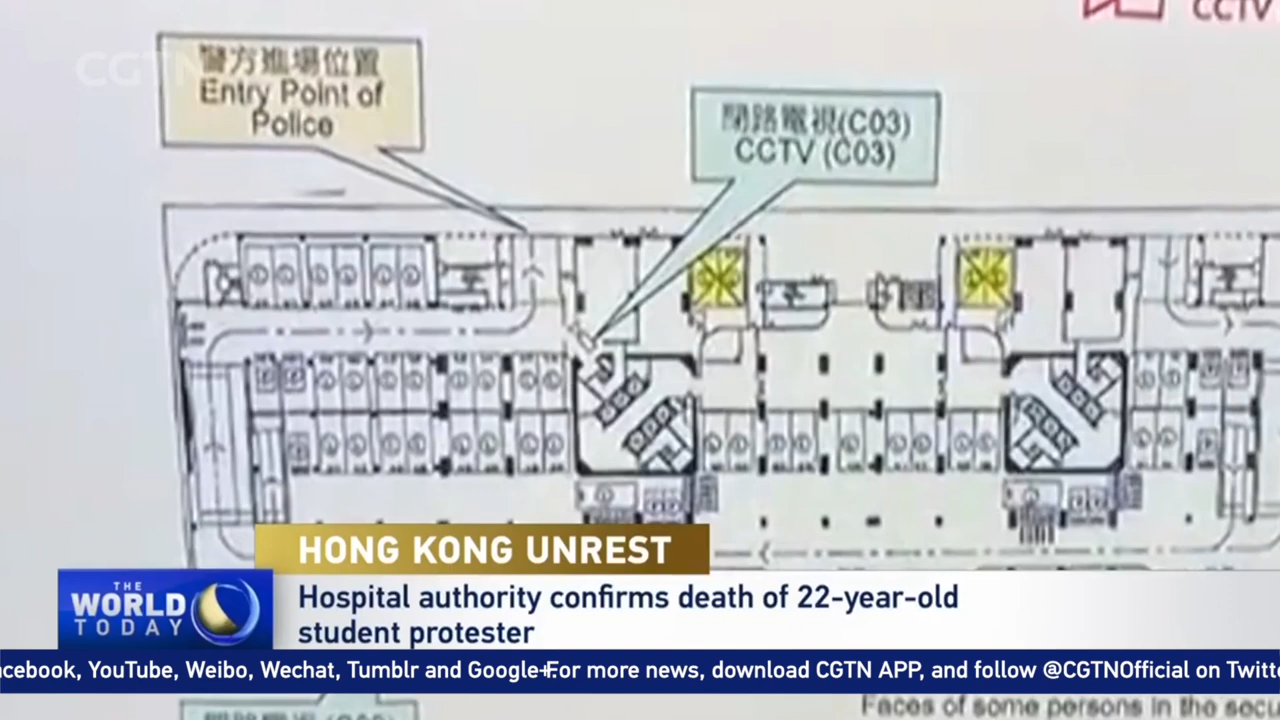 CCTV
CGTN
警方進場位置
Entry Point of
Police
閉路電視(C03)
CCTV (C03)
HONG KONG UNREST
THE
WORLD
TODAY
Hospital authority confirms death of 22-year-old
student protester
acebook, YouTube, Weibo, Wechat, Tumblr and Google+For more news, download CGTN APP, and follow @CGTNOfficial on Twitte
Faces of some persons in the secu